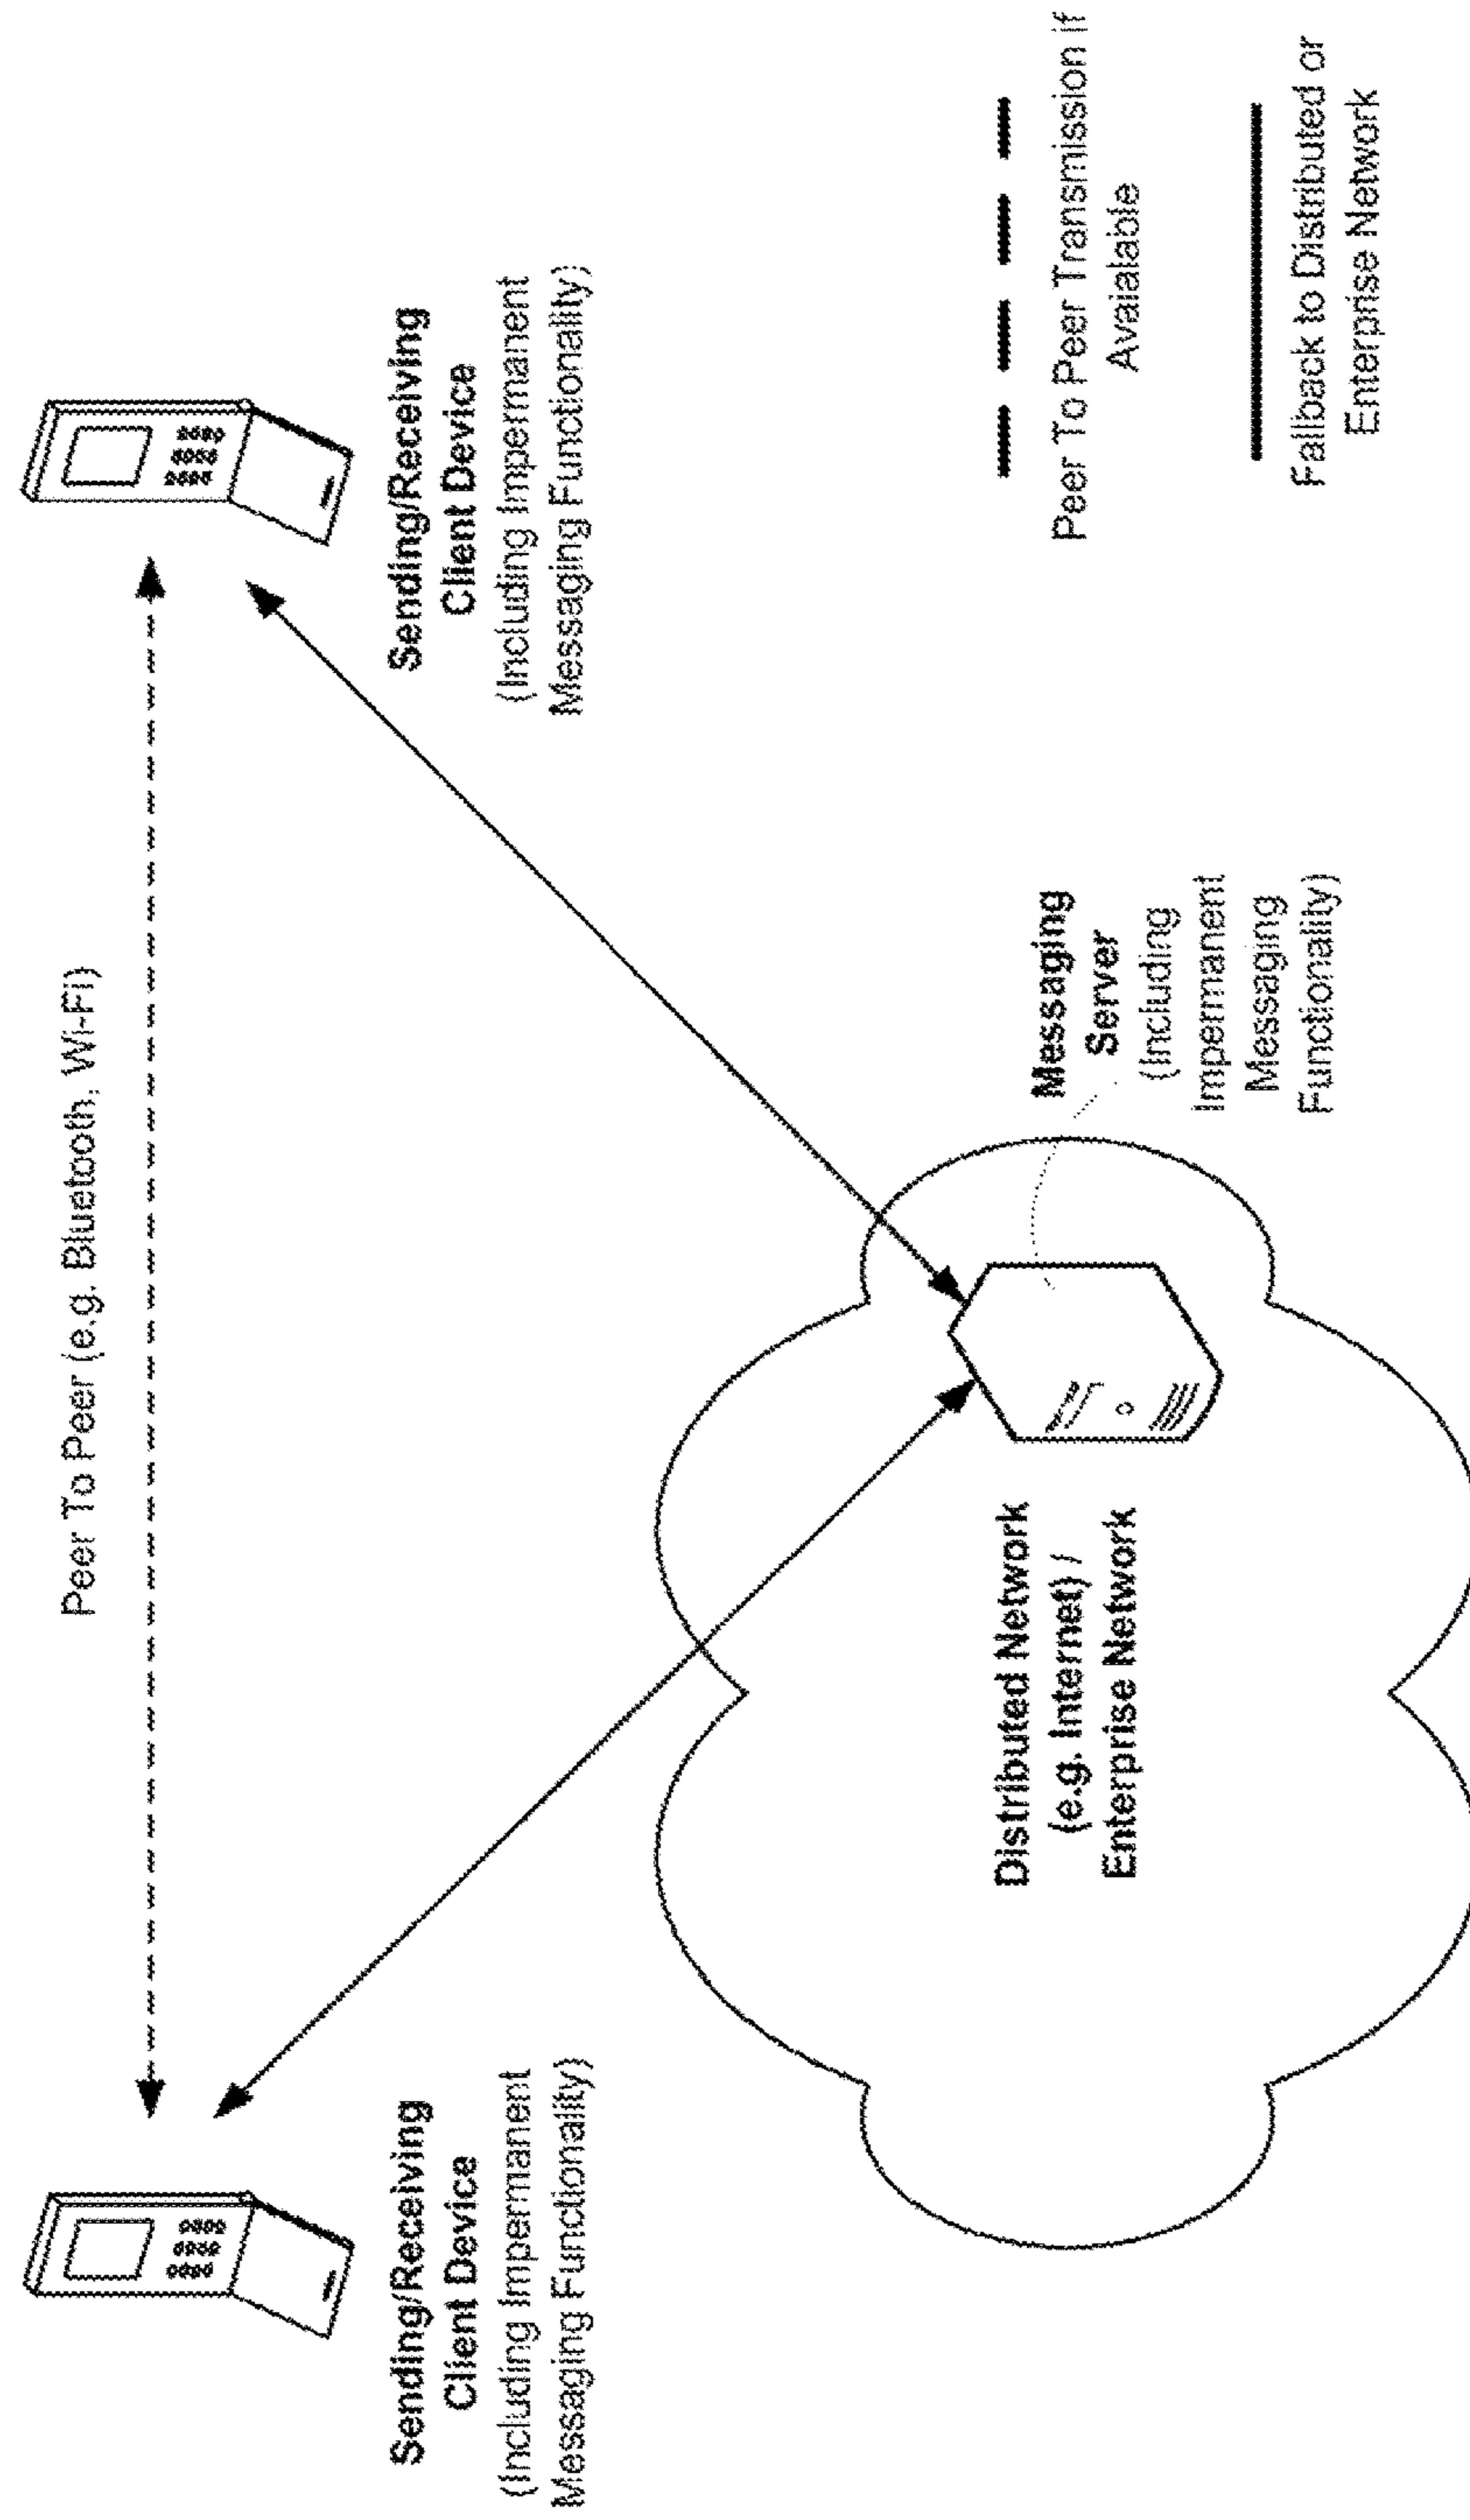 Peer To Peer (e.g. Bluetooth, Wi-Fi)
Sending/Receiving
Client Device
(Including Impermanent
Messaging Functionality)
Sending/Receiving
Client Device
(Including Impermanent
Messaging Functionality)
Distributed Network
(e.g. Internet) /
Enterprise Network
Messaging
Server
(Including
Impermanent
Messaging
Functionality)
Peer To Peer Transmission if
Avaialable
Fallback to Distributed or
Enterprise Network